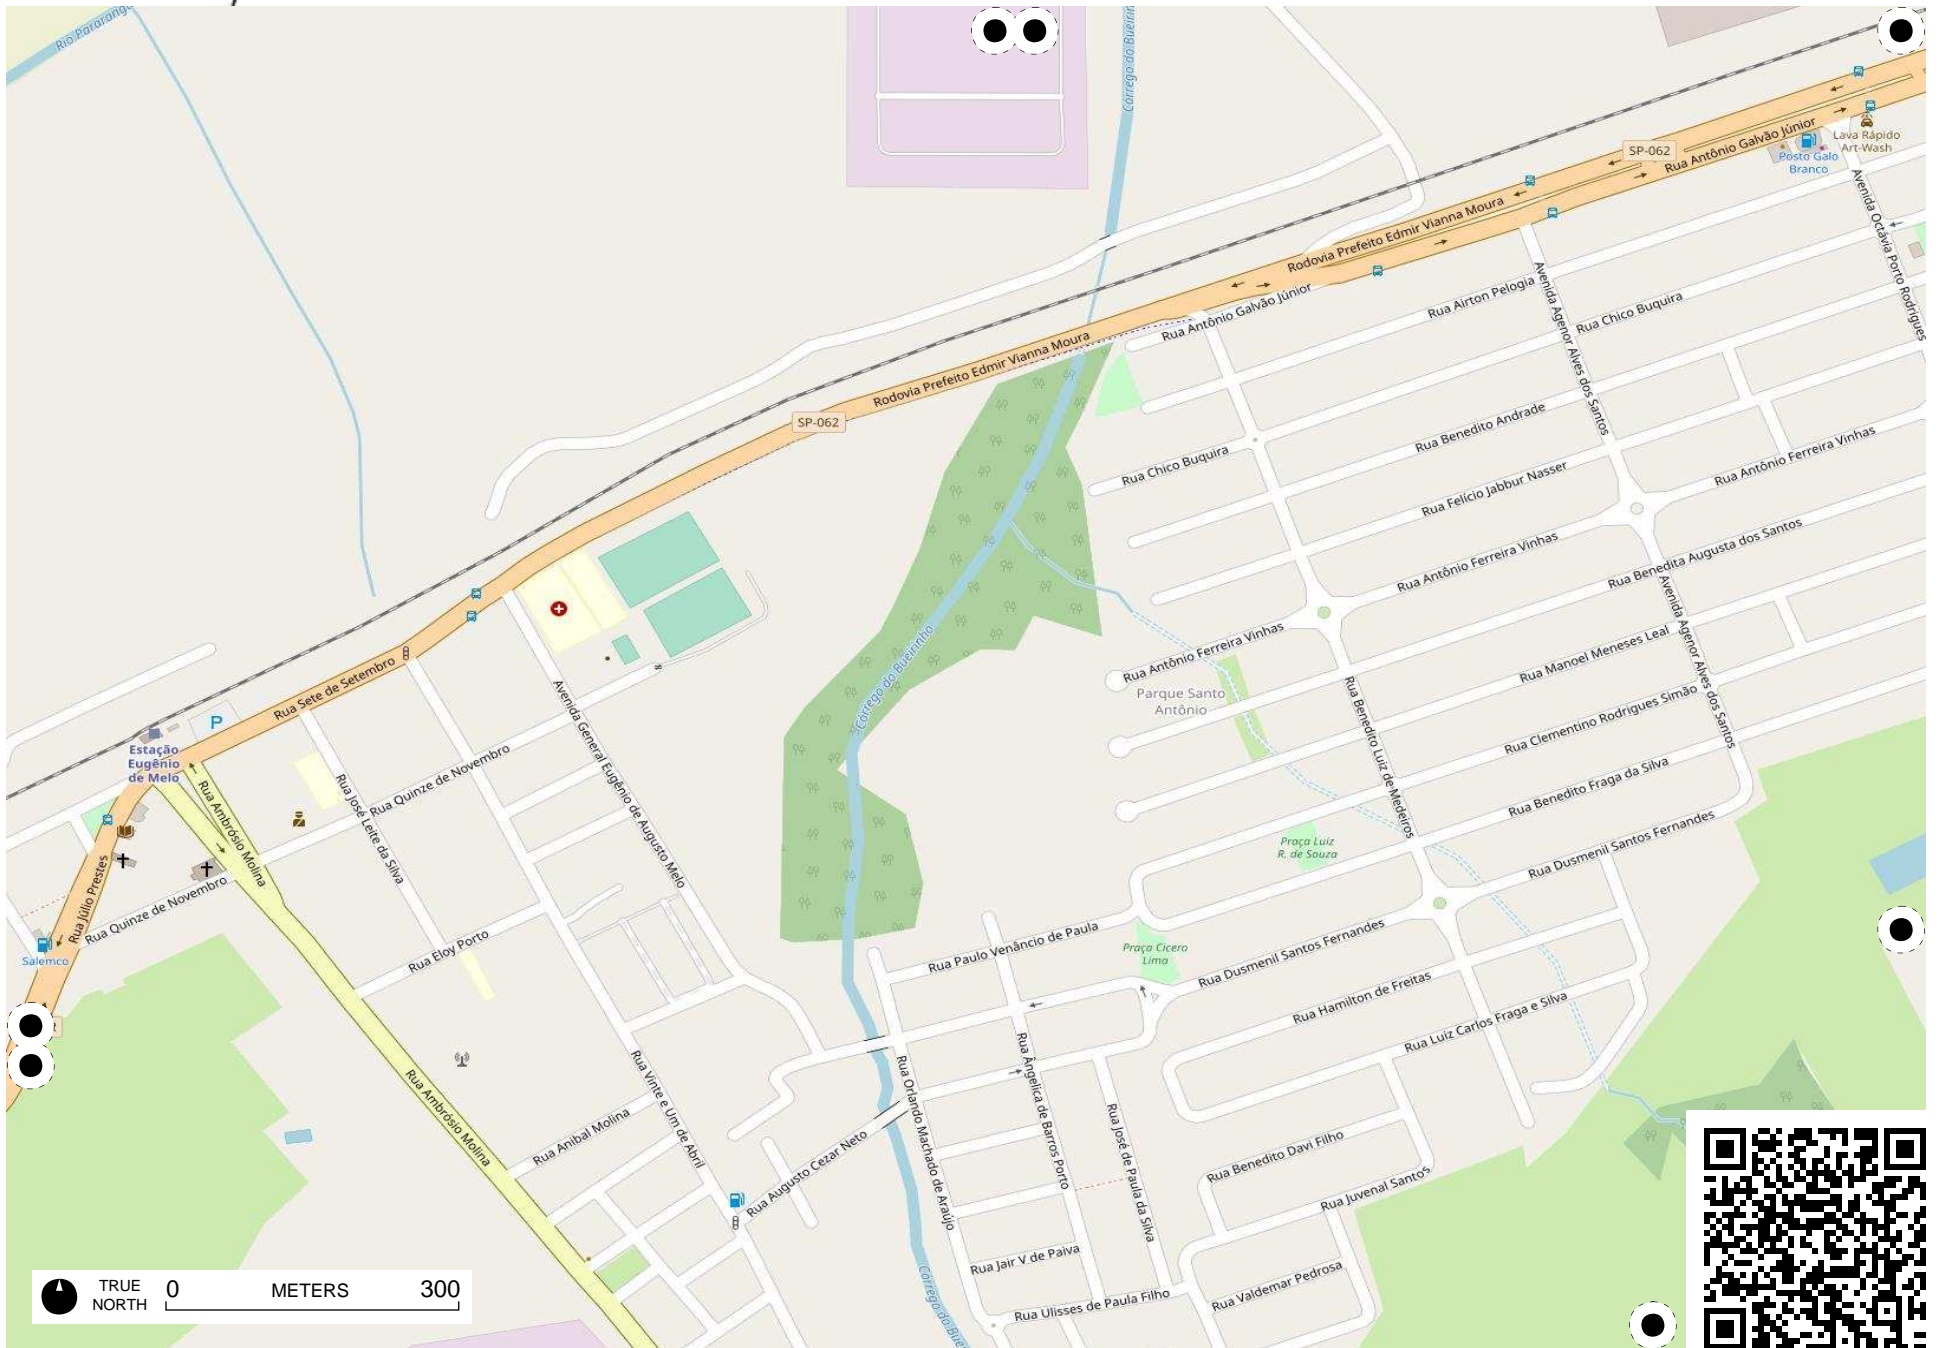 Rio Pararanga
Córrego do Bueirin
Rua Antônio Galvão Júnior
Lava Rápido
Art-Wash
SP-062
Posto Galo
Branco
Avenida Octávia Porto Rodrigues
Rodovia Prefeito Edmir Vianna Moura
Rua Antônio Galvão Júnior
Rua Airton Pelogia
Avenida Agenor Alves dos Santos
Rua Chico Buquira
Rodovia Prefeito Edmir Vianna Moura
SP-062
Rua Benedito Andrade
Rua Chico Buquira
Rua Felício Jabbur Nasser
Rua Antônio Ferreira Vinhas
Rua Antônio Ferreira Vinhas
Rua Benedita Augusta dos Santos
Avenida Agenor Alves dos Santos
Rua Antônio Ferreira Vinhas
Parque Santo
Antônio
Rua Manoel Meneses Leal
Rua Benedito Luiz de Medeiros
Rua Clementino Rodrigues Simão
Rua Benedito Fraga da Silva
Córrego do Bueirinho
Rua Sete de Setembro
P
Estação
Eugênio
de Melo
Avenida General Eugênio de Augusto Melo
Rua Quinze de Novembro
Rua José Leite da Silva
Rua Ambrósio Molina
Rua Júlio Prestes
Rua Quinze de Novembro
Salemco
Rua Eloy Porto
Praça Luiz
R. de Souza
Rua Dusmenil Santos Fernandes
Rua Paulo Venâncio de Paula
Praça Cicero
Lima
Rua Dusmenil Santos Fernandes
Rua Hamilton de Freitas
Rua Luiz Carlos Fraga e Silva
Rua Ambrósio Molina
Rua Vinte e Um de Abril
Rua Anibal Molina
Rua Augusto Cezar Neto
Rua Orlando Machado de Araújo
Rua Ângelica de Barros Porto
Rua José de Paula da Silva
Rua Benedito Davi Filho
Rua Juvenal Santos
Rua Jair V de Paiva
Rua Ulisses de Paula Filho
Rua Valdemar Pedrosa
Córrego do Bue
TRUE
NORTH
0 METERS 300